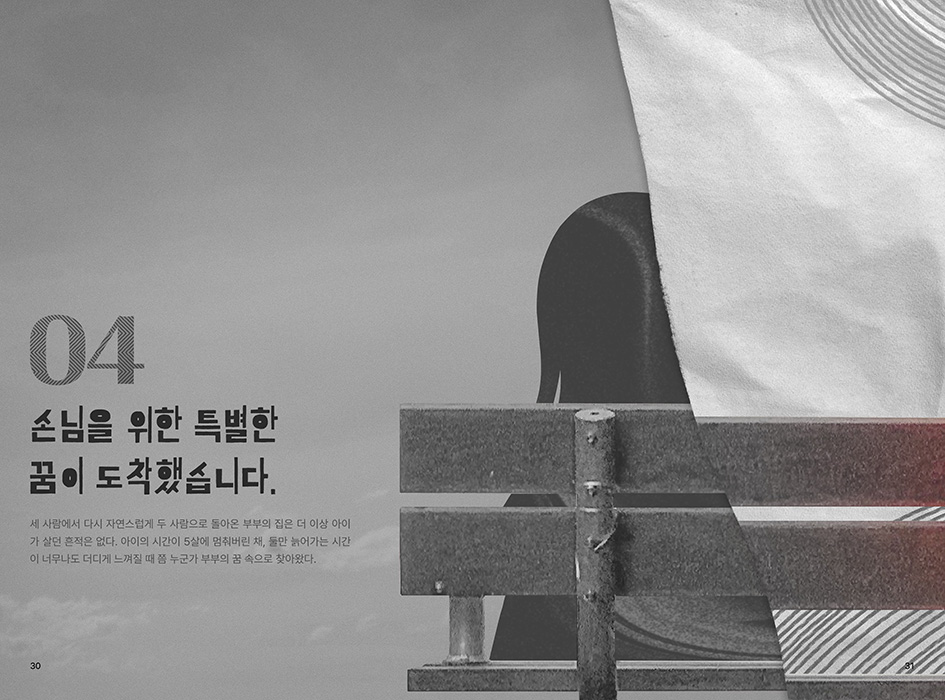 04
손님을 위한 특별한
꿈이 도착했습니다.
세 사람에서 다시 자연스럽게 두 사람으로 돌아온 부부의 집은 더 이상 아이
가 살던 흔적은 없다. 아이의 시간이 5살에 멈춰버린 채, 둘만 늙어가는 시간
이 너무나도 더디게 느껴질 때 쯤 누군가 부부의 꿈 속으로 찾아왔다.
30
31